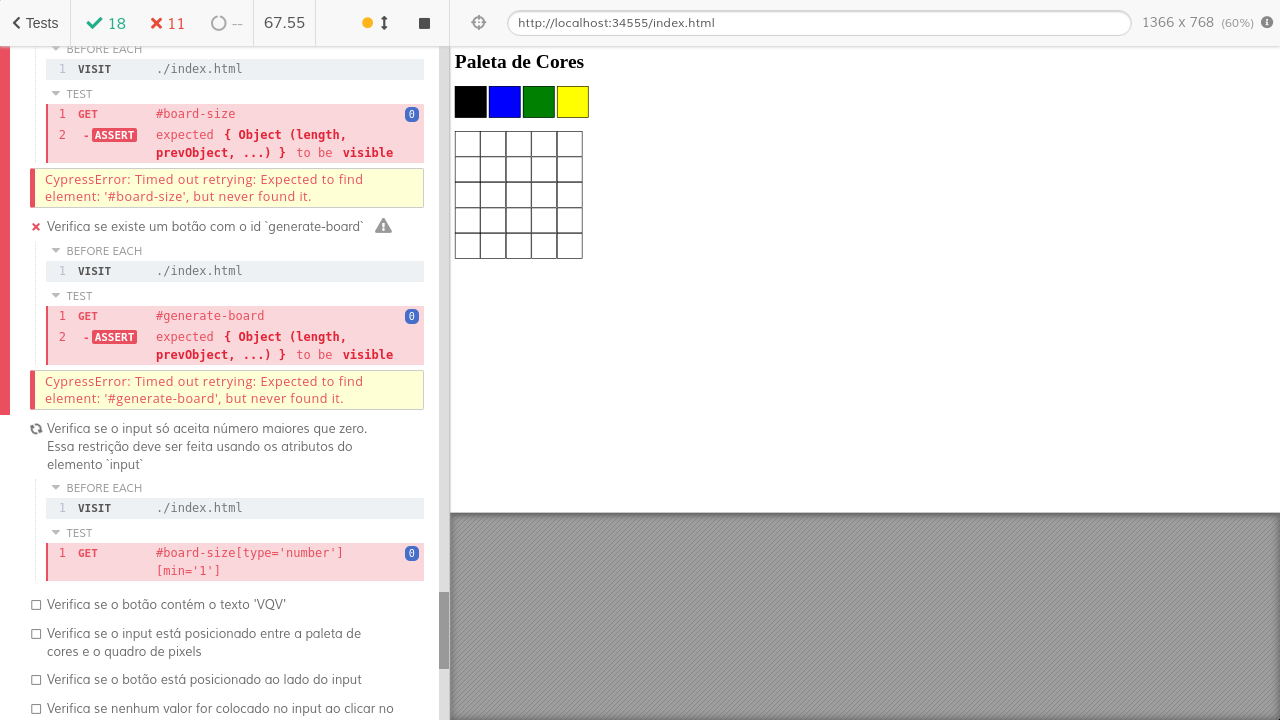 Tests
18
11
--
67.55
http://localhost:34555/index.html
1366 x 768 (60%)
BEFORE EACH
1 VISIT ./index.html
TEST
1 GET #board-size 0
2 -ASSERT expected { Object (length,
prevObject, ...) } to be visible
CypressError: Timed out retrying: Expected to find
element: '#board-size', but never found it.
Verifica se existe um botão com o id `generate-board`
BEFORE EACH
1 VISIT ./index.html
TEST
1 GET #generate-board 0
2 -ASSERT expected { Object (length,
prevObject, ...) } to be visible
CypressError: Timed out retrying: Expected to find
element: '#generate-board', but never found it.
Verifica se o input só aceita número maiores que zero.
Essa restrição deve ser feita usando os atributos do
elemento `input`
BEFORE EACH
1 VISIT ./index.html
TEST
1 GET #board-size[type='number'] 0
[min='1']
Verifica se o botão contém o texto 'VQV'
Verifica se o input está posicionado entre a paleta de
cores e o quadro de pixels
Verifica se o botão está posicionado ao lado do input
Verifica se nenhum valor for colocado no input ao clicar no
Paleta de Cores